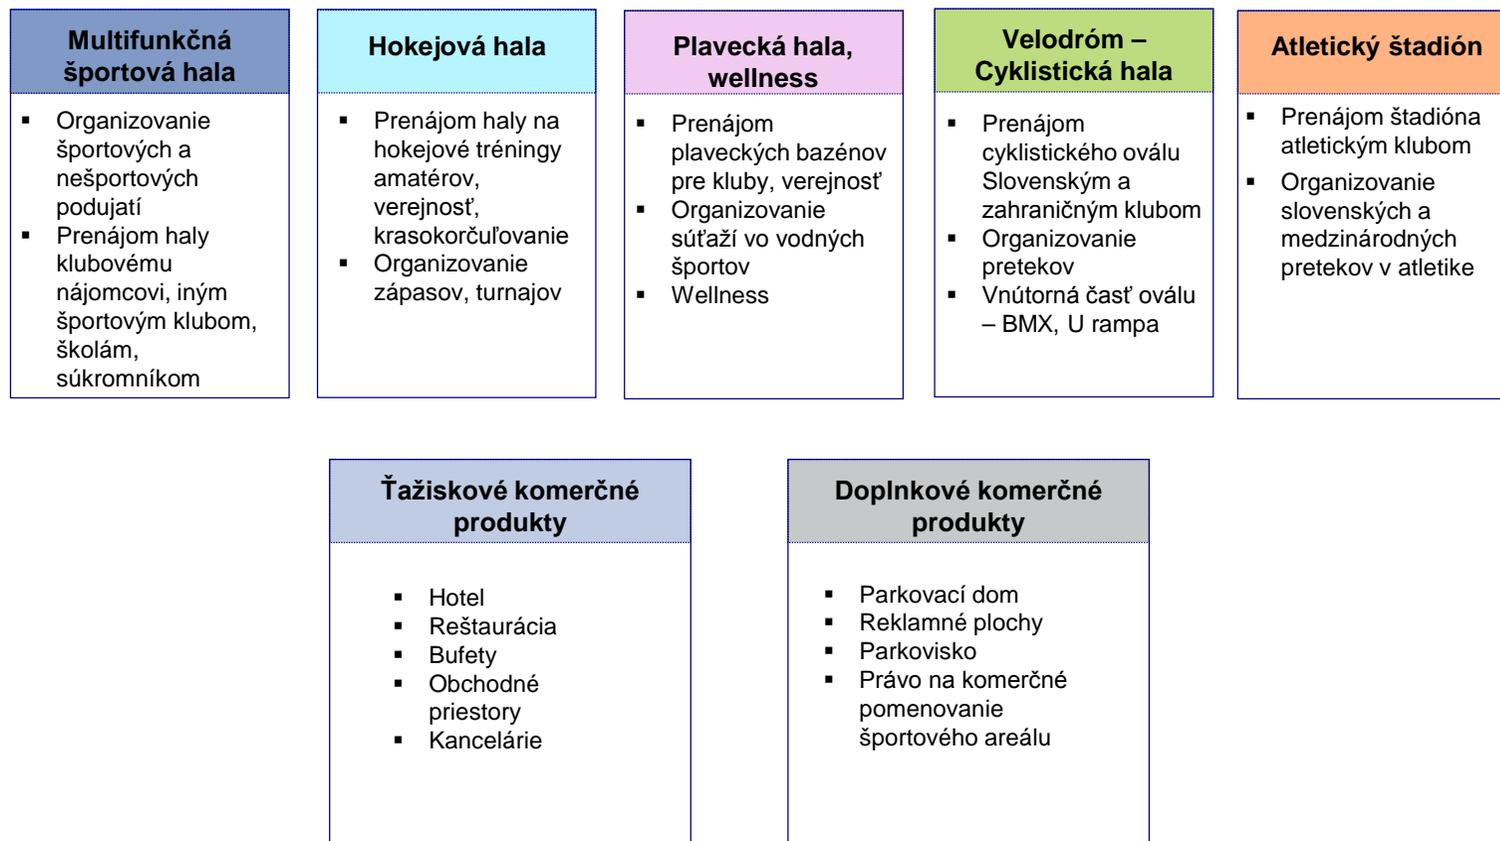 Multifunkčná
športová hala
▪ Organizovanie
športových a
nešportových
podujatí
▪ Prenájom haly
klubovému
nájomcovi, iným
športovým klubom,
školám,
súkromníkom
Hokejová hala
▪ Prenájom haly na
hokejové tréningy
amatérov,
verejnosť,
krasokorčuľovanie
▪ Organizovanie
zápasov, turnajov
Plavecká hala,
wellness
▪ Prenájom
plaveckých bazénov
pre kluby, verejnosť
▪ Organizovanie
súťaží vo vodných
športov
▪ Wellness
Velodróm –
Cyklistická hala
▪ Prenájom
cyklistického oválu
Slovenským a
zahraničným klubom
▪ Organizovanie
pretekov
▪ Vnútorná časť oválu
– BMX, U rampa
Atletický štadión
▪ Prenájom štadióna
atletickým klubom
▪ Organizovanie
slovenských a
medzinárodných
pretekov v atletike
Ťažiskové komerčné
produkty
▪ Hotel
▪ Reštaurácia
▪ Bufety
▪ Obchodné
priestory
▪ Kancelárie
Doplnkové komerčné
produkty
▪ Parkovací dom
▪ Reklamné plochy
▪ Parkovisko
▪ Právo na komerčné
pomenovanie
športového areálu